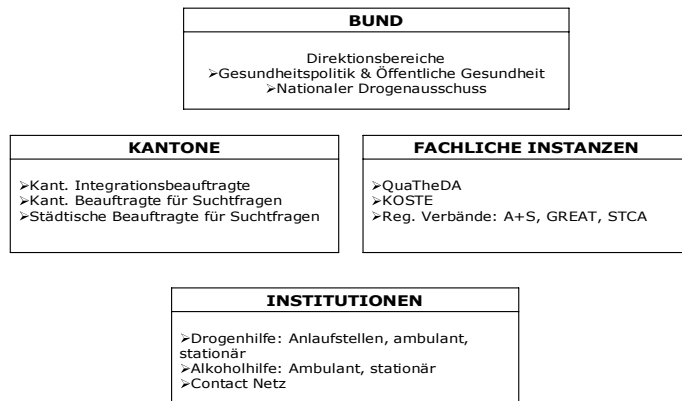 BUND
Direktionsbereiche
➢Gesundheitspolitik & Öffentliche Gesundheit
➢Nationaler Drogenausschuss
KANTONE
➢Kant. Integrationsbeauftragte
➢Kant. Beauftragte für Suchtfragen
➢Städtische Beauftragte für Suchtfragen
FACHLICHE INSTANZEN
➢QuaTheDA
➢KOSTE
➢Reg. Verbände: A+S, GREAT, STCA
INSTITUTIONEN
➢Drogenhilfe: Anlaufstellen, ambulant,
stationär
➢Alkoholhilfe: Ambulant, stationär
➢Contact Netz